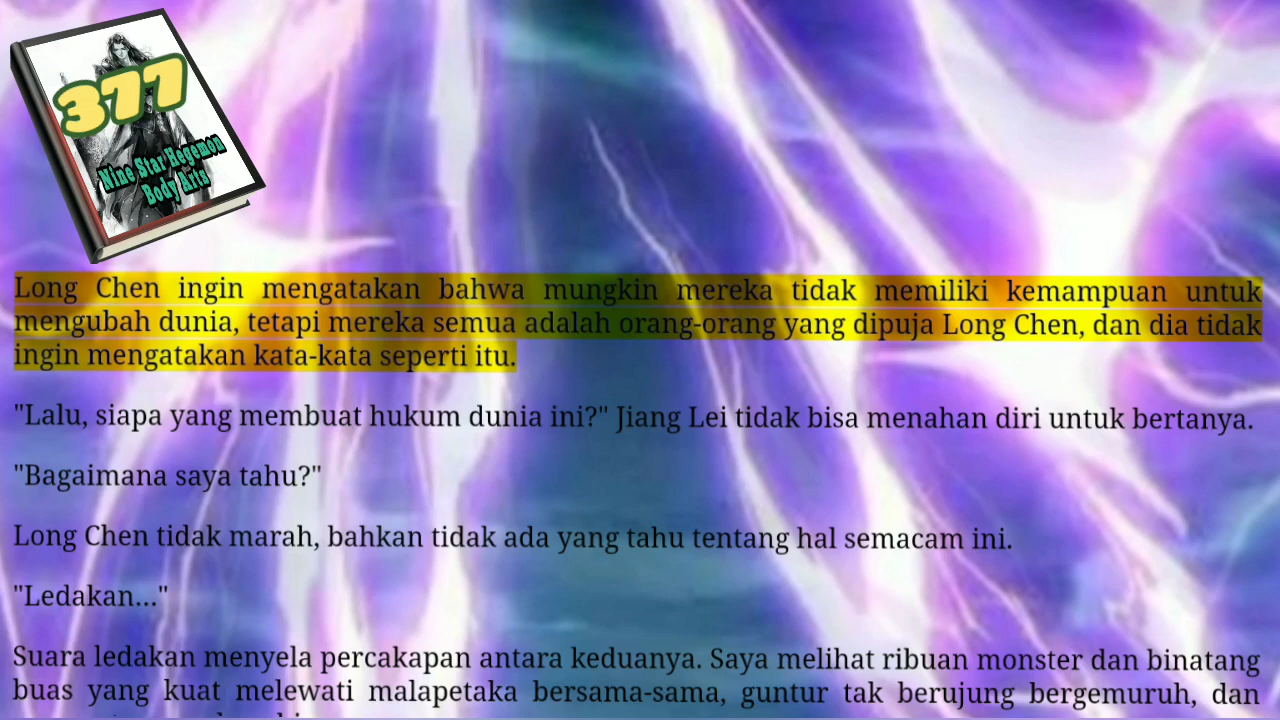 377
Nine Star Hegemon
Body Arts
Long Chen ingin mengatakan bahwa mungkin mereka tidak memiliki kemampuan untuk
mengubah dunia, tetapi mereka semua adalah orang-orang yang dipuja Long Chen, dan dia tidak
ingin mengatakan kata-kata seperti itu.
"Lalu, siapa yang membuat hukum dunia ini?" Jiang Lei tidak bisa menahan diri untuk bertanya.
"Bagaimana saya tahu?"
Long Chen tidak marah, bahkan tidak ada yang tahu tentang hal semacam ini.
"Ledakan..."
Suara ledakan menyela percakapan antara keduanya. Saya melihat ribuan monster dan binatang
buas yang kuat melewati malapetaka bersama-sama, guntur tak berujung bergemuruh, dan